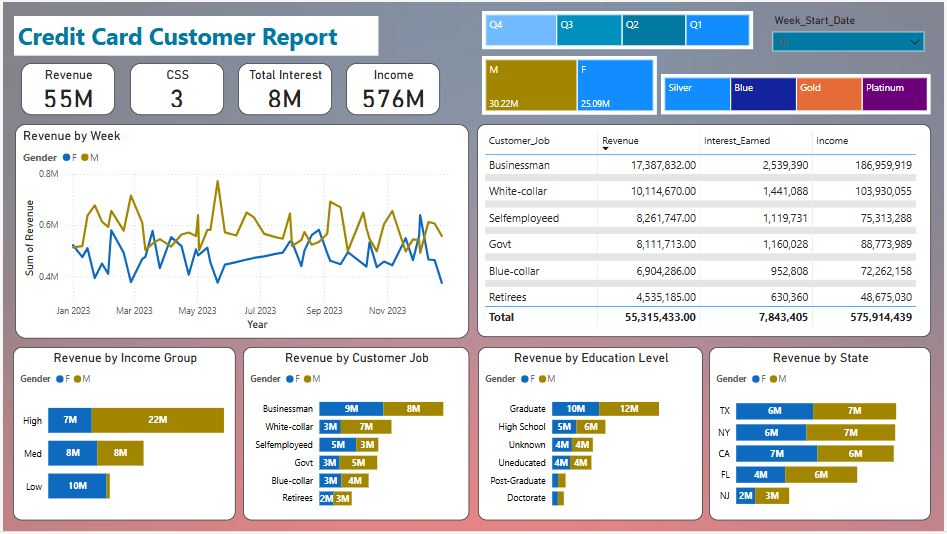 Credit Card Customer Report
Q4 Q3 Q2 Q1
Week_Start_Date
All
Revenue
55M
CSS
3
Total Interest
8M
Income
576M
M
30.22M
F
25.09M
Silver Blue Gold Platinum
Revenue by Week
Gender F M
Sum of Revenue
0.8M
0.6M
0.4M
Jan 2023 Mar 2023 May 2023 Jul 2023 Sep 2023 Nov 2023
Year
Customer_Job Revenue Interest_Earned Income
Businessman 17,387,832.00 2,539,390 186,959,919
White-collar 10,114,670.00 1,441,088 103,930,055
Selfemployeed 8,261,747.00 1,119,731 75,313,288
Govt 8,111,713.00 1,160,028 88,773,989
Blue-collar 6,904,286.00 952,808 72,262,158
Retirees 4,535,185.00 630,360 48,675,030
Total 55,315,433.00 7,843,405 575,914,439
Revenue by Income Group
Gender F M
High 7M 22M
Med 8M 8M
Low 10M
Revenue by Customer Job
Gender F M
Businessman 9M 8M
White-collar 3M 7M
Selfemployeed 5M 3M
Govt 3M 5M
Blue-collar 3M 4M
Retirees 2M 3M
Revenue by Education Level
Gender F M
Graduate 10M 12M
High School 5M 6M
Unknown 4M 4M
Uneducated 4M 4M
Post-Graduate
Doctorate
Revenue by State
Gender F M
TX 6M 7M
NY 6M 7M
CA 7M 6M
FL 4M 6M
NJ 2M 3M